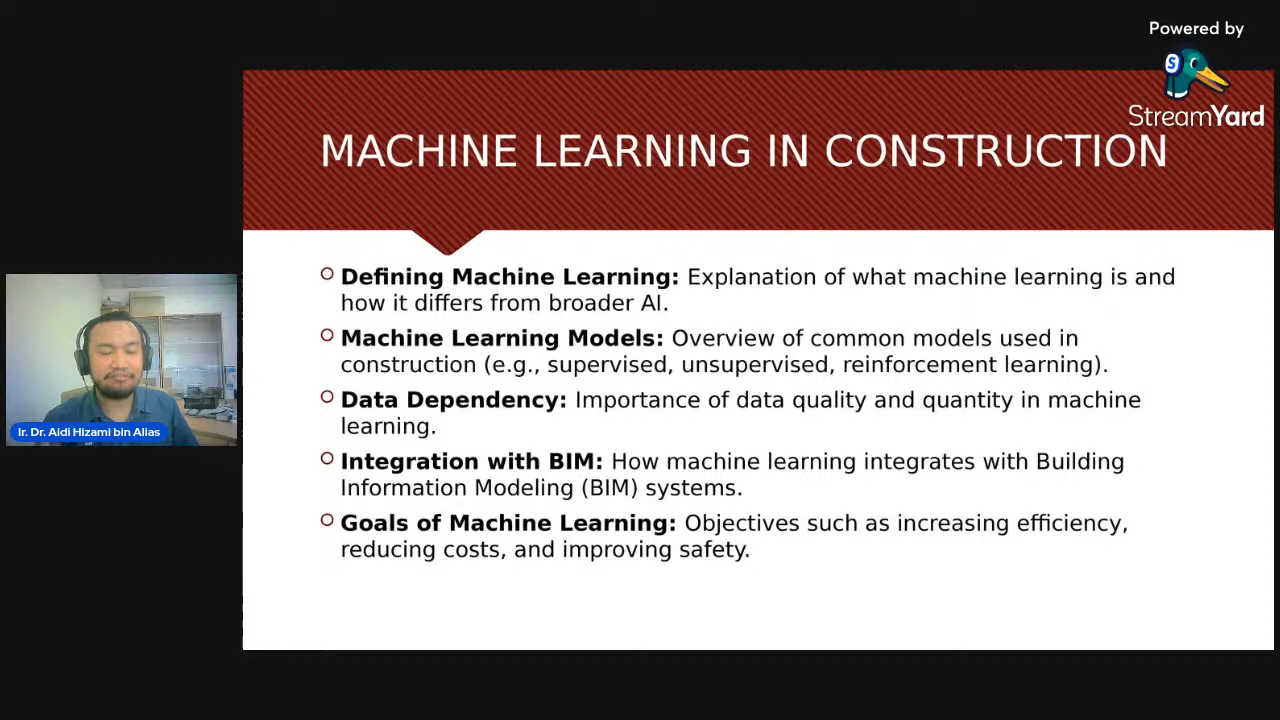 Powered by
StreamYard
MACHINE LEARNING IN CONSTRUCTION
Defining Machine Learning: Explanation of what machine learning is and
how it differs from broader AI.
Machine Learning Models: Overview of common models used in
construction (e.g., supervised, unsupervised, reinforcement learning).
Data Dependency: Importance of data quality and quantity in machine
learning.
Integration with BIM: How machine learning integrates with Building
Information Modeling (BIM) systems.
Goals of Machine Learning: Objectives such as increasing efficiency,
reducing costs, and improving safety.
Ir. Dr. Aidi Hizami bin Alias